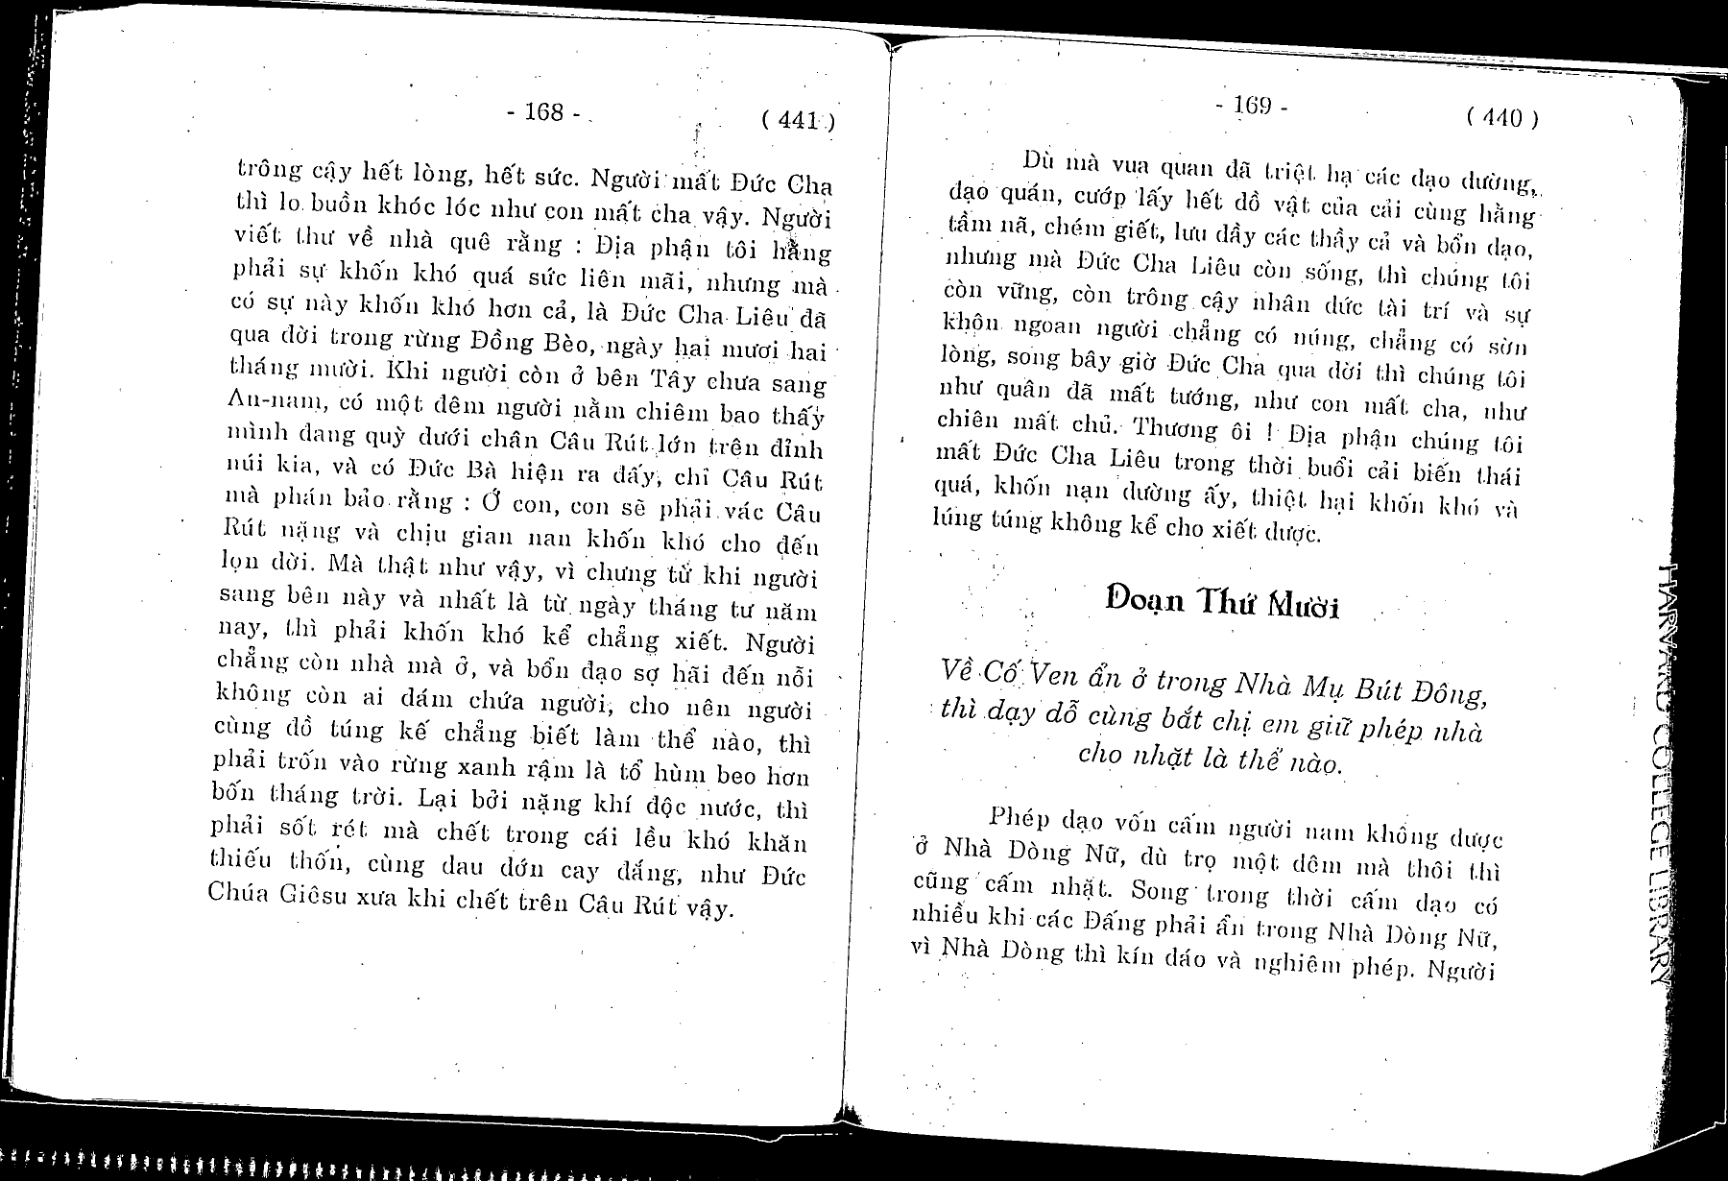 - 168 -
( 441 )
trông cậy hết lòng, hết sức. Người mất Đức Cha
thì lo buồn khóc lóc như con mất cha vậy. Người
viết thư về nhà quê rằng : Địa phận tôi hằng
phải sự khốn khó quá sức liên mãi, nhưng mà
có sự này khốn khó hơn cả, là Đức Cha Liêu đã
qua đời trong rừng Đồng Bèo, ngày hai mươi hai
tháng mười. Khi người còn ở bên Tây chưa sang
An-nam, có một đêm người nằm chiêm bao thấy
mình đang quỳ dưới chân Câu Rút lớn trên đỉnh
núi kia, và có Đức Bà hiện ra đấy, chỉ Câu Rút
mà phán bảo rằng : Ớ con, con sẽ phải vác Câu
Rút nặng và chịu gian nan khốn khó cho đến
lọn đời. Mà thật như vậy, vì chưng từ khi người
sang bên này và nhất là từ ngày tháng tư năm
nay, thì phải khốn khó kể chẳng xiết. Người
chẳng còn nhà mà ở, và bổn đạo sợ hãi đến nỗi
không còn ai dám chứa người, cho nên người
cùng đồ túng kế chẳng biết làm thể nào, thì
phải trốn vào rừng xanh rậm là tổ hùm beo hơn
bốn tháng trời. Lại bởi nặng khí độc nước, thì
phải sốt rét mà chết trong cái lều khó khăn
thiếu thốn, cùng đau đớn cay đắng, như Đức
Chúa Giêsu xưa khi chết trên Câu Rút vậy.
- 169 -
( 440 )
Dù mà vua quan đã triệt hạ các đạo đường,
đạo quán, cướp lấy hết đồ vật của cải cùng hằng
tầm nã, chém giết, lưu đầy các thầy cả và bổn đạo,
nhưng mà Đức Cha Liêu còn sống, thì chúng tôi
còn vững, còn trông cậy nhân đức tài trí và sự
khôn ngoan người chẳng có núng, chẳng có sờn
lòng, song bây giờ Đức Cha qua đời thì chúng tôi
như quân đã mất tướng, như con mất cha, như
chiên mất chủ. Thương ôi ! Địa phận chúng tôi
mất Đức Cha Liêu trong thời buổi cải biến thái
quá, khốn nạn dường ấy, thiệt hại khốn khó và
lúng túng không kể cho xiết được.
Đoạn Thứ Mười
Về Cố Ven ẩn ở trong Nhà Mụ Bút Đông,
thì dạy dỗ cùng bắt chị em giữ phép nhà
cho nhặt là thể nào.
Phép đạo vốn cấm người nam không được
ở Nhà Dòng Nữ, dù trọ một đêm mà thôi thì
cũng cấm nhặt. Song trong thời cấm đạo có
nhiều khi các Đấng phải ẩn trong Nhà Dòng Nữ,
vì Nhà Dòng thì kín đáo và nghiêm phép. Người
HARVARD COLLEGE LIBRARY